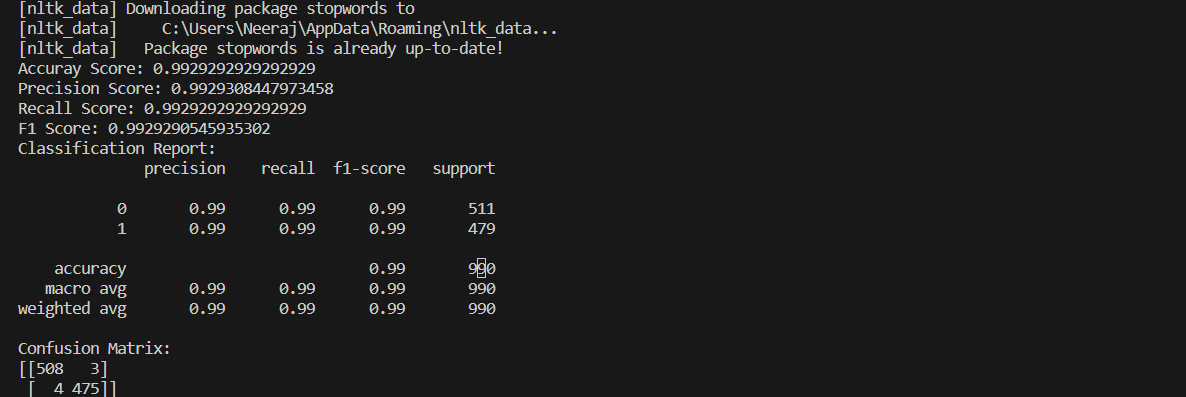 [nltk_data] Downloading package stopwords to
[nltk_data]     C:\Users\Neeraj\AppData\Roaming\nltk_data...
[nltk_data]   Package stopwords is already up-to-date!
Accuray Score: 0.9929292929292929
Precision Score: 0.9929308447973458
Recall Score: 0.9929292929292929
F1 Score: 0.9929290545935302
Classification Report:
              precision    recall  f1-score   support

           0       0.99      0.99      0.99       511
           1       0.99      0.99      0.99       479

    accuracy                           0.99       990
   macro avg       0.99      0.99      0.99       990
weighted avg       0.99      0.99      0.99       990

Confusion Matrix:
[[508   3]
 [  4 475]]